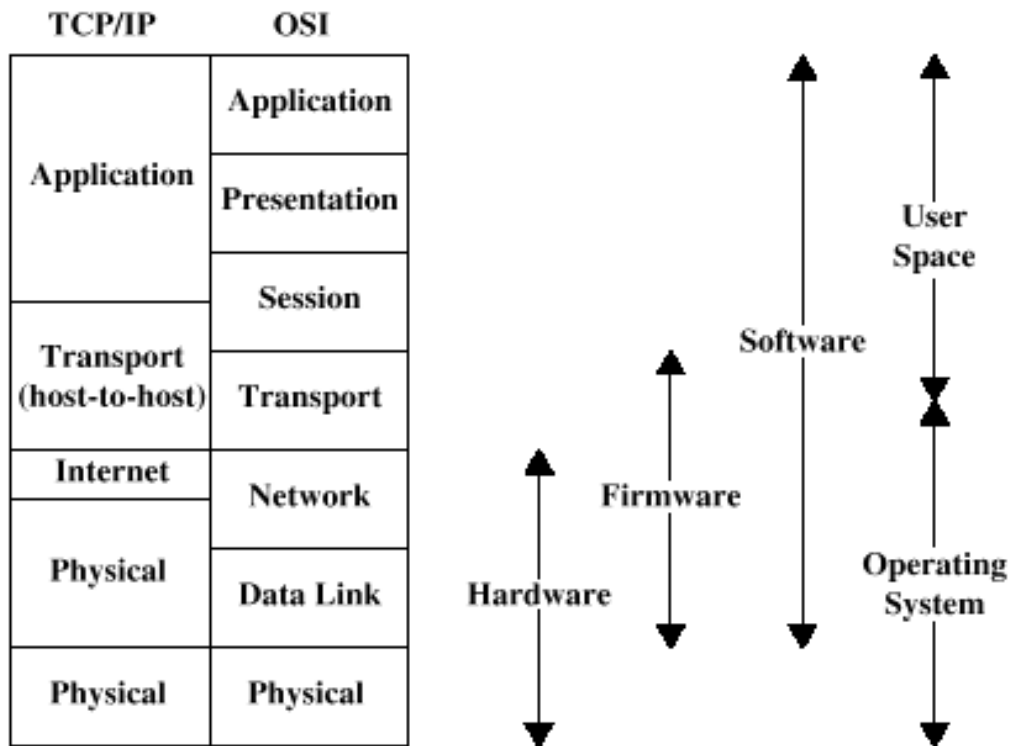 TCP/IP
OSI
Application
Transport
(host-to-host)
Internet
Physical
Physical
Application
Presentation
Session
Transport
Network
Data Link
Physical
Hardware
Firmware
Software
User
Space
Operating
System